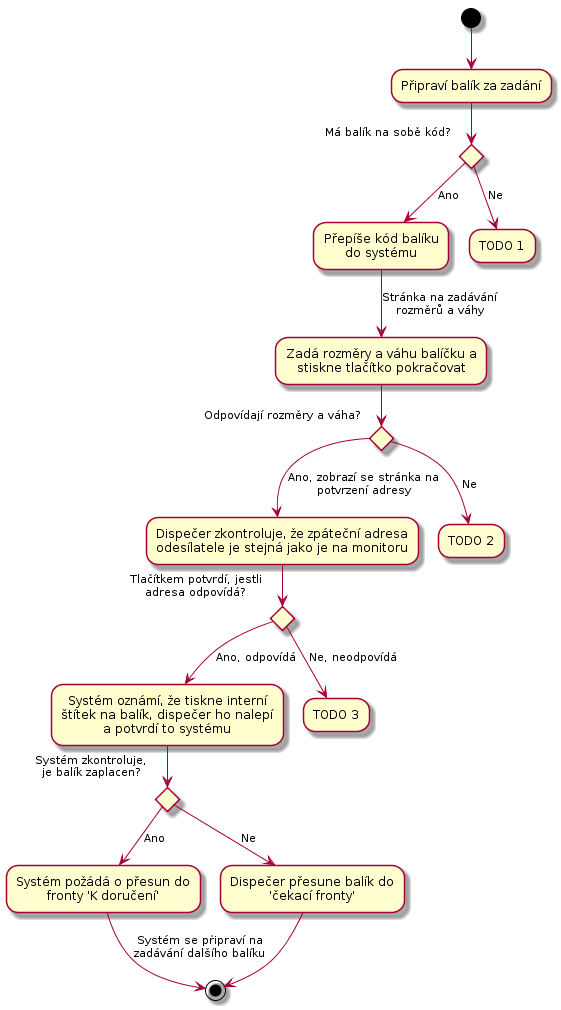 Připraví balík za zadání
Má balík na sobě kód?
Ano
Ne
Přepíše kód balíku
do systému
TODO 1
Stránka na zadávání
rozměrů a váhy
Zadá rozměry a váhu balíčku a
stiskne tlačítko pokračovat
Odpovídají rozměry a váha?
Ano, zobrazí se stránka na
potvrzení adresy
Ne
Dispečer zkontroluje, že zpáteční adresa
odesílatele je stejná jako je na monitoru
TODO 2
Tlačítkem potvrdí, jestli
adresa odpovídá?
Ano, odpovídá
Ne, neodpovídá
Systém oznámí, že tiskne interní
štítek na balík, dispečer ho nalepí
a potvrdí to systému
TODO 3
Systém zkontroluje,
je balík zaplacen?
Ano
Ne
Systém požádá o přesun do
fronty 'K doručení'
Dispečer přesune balík do
'čekací fronty'
Systém se připraví na
zadávání dalšího balíku